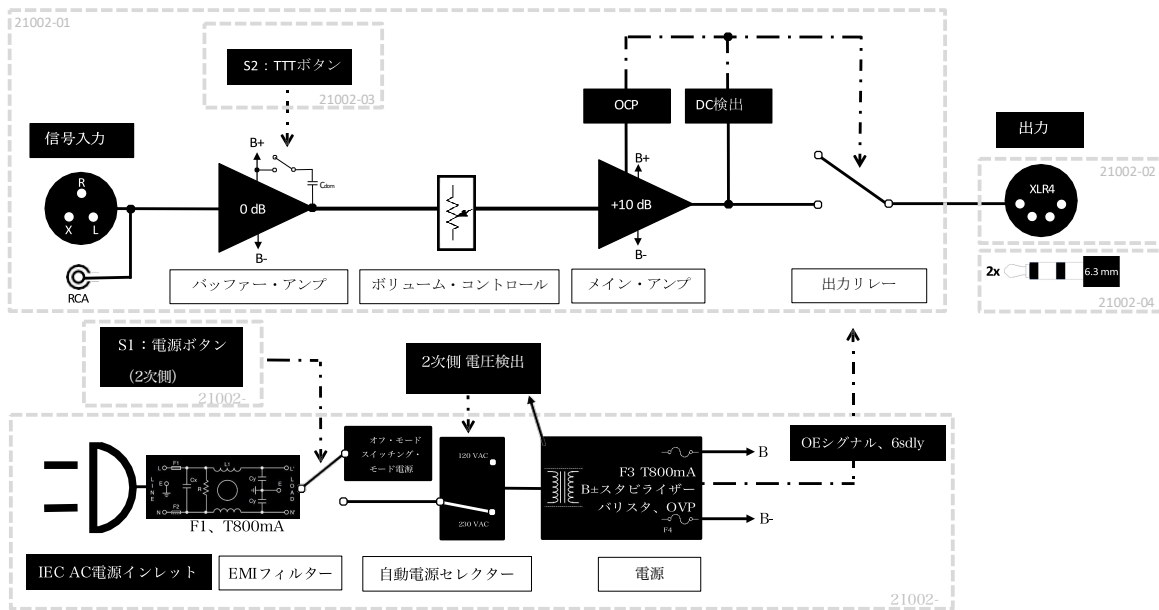 21002-01
S2：TTTボタン
21002-03
信号入力
R
X L
RCA
B+
0 dB
B-
Cdom
OCP
DC検出
B+
+10 dB
B-
出力
21002-02
XLR4
2x
6.3 mm
21002-04
バッファー・アンプ
ボリューム・コントロール
メイン・アンプ
出力リレー
S1：電源ボタン
(2次側)
21002-
2次側 電圧検出
OEシグナル、6sdly
オフ・モード
スイッチング・
モード電源
120 VAC
230 VAC
F3 T800mA
B±スタビライザー
バリスタ、OVP
F4
B
B-
LINE
L
E
N
F1
F2
Cx
R
L1
Cy
Cy
L'
E
N'
LOAD
F1、T800mA
IEC AC電源インレット
EMIフィルター
自動電源セレクター
電源
21002-